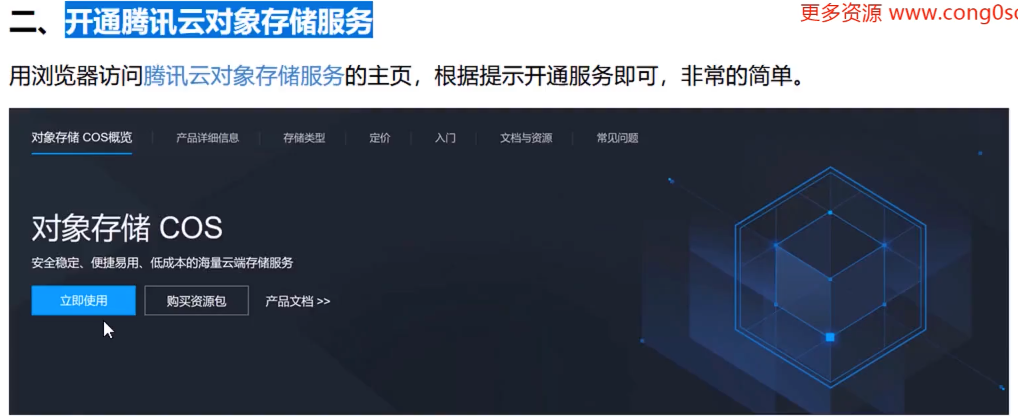 二、开通腾讯云对象存储服务
更多资源 www.cong0so
用浏览器访问腾讯云对象存储服务的主页，根据提示开通服务即可，非常的简单。
对象存储 COS概览 产品详细信息 存储类型 定价 入门 文档与资源 常见问题
对象存储 COS
安全稳定、便捷易用、低成本的海量云端存储服务
立即使用 购买资源包 产品文档 >>